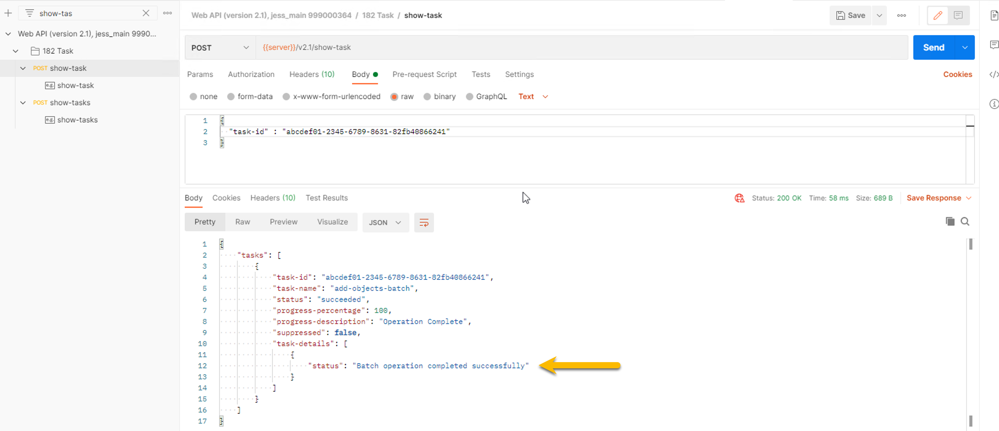 show-tas
Web API (version 2.1), jess_main 9990...
182 Task
POST show-task
e.g. show-task
POST show-tasks
e.g. show-tasks
Web API (version 2.1), jess_main 999000364 / 182 Task / show-task
Save
POST
{{server}}/v2.1/show-task
Send
Params Authorization Headers (10) Body Pre-request Script Tests Settings
Cookies
none form-data x-www-form-urlencoded raw binary GraphQL Text
1 {
2 "task-id" : "abcdef01-2345-6789-8631-82fb40866241"
3 }
Body Cookies Headers (10) Test Results
Status: 200 OK Time: 58 ms Size: 689 B Save Response
Pretty Raw Preview Visualize JSON
1 {
2 "tasks": [
3 {
4 "task-id": "abcdef01-2345-6789-8631-82fb40866241",
5 "task-name": "add-objects-batch",
6 "status": "succeeded",
7 "progress-percentage": 100,
8 "progress-description": "Operation Complete",
9 "suppressed": false,
10 "task-details": [
11 {
12 "status": "Batch operation completed successfully"
13 }
14 ]
15 }
16 ]
17 }